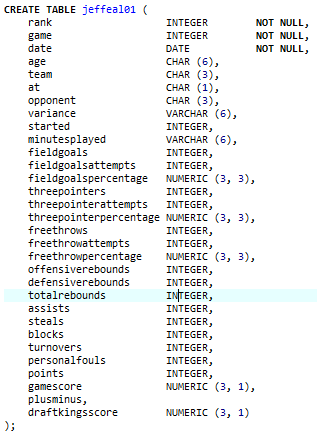 CREATE TABLE jeffeal01 (
rank INTEGER NOT NULL,
game INTEGER NOT NULL,
date DATE NOT NULL,
age CHAR (6),
team CHAR (3),
at CHAR (1),
opponent CHAR (3),
variance VARCHAR (6),
started INTEGER,
minutesplayed VARCHAR (6),
fieldgoals INTEGER,
fieldgoalsattempts INTEGER,
fieldgoalspercentage NUMERIC (3, 3),
threepointers INTEGER,
threepointerattempts INTEGER,
threepointerpercentage NUMERIC (3, 3),
freethrows INTEGER,
freethrowattempts INTEGER,
freethrowpercentage NUMERIC (3, 3),
offensiverebounds INTEGER,
defensiverebounds INTEGER,
totalrebounds INTEGER,
assists INTEGER,
steals INTEGER,
blocks INTEGER,
turnovers INTEGER,
personalfouls INTEGER,
points INTEGER,
gamescore NUMERIC (3, 1),
plusminus,
draftkingsscore NUMERIC (3, 1)
);